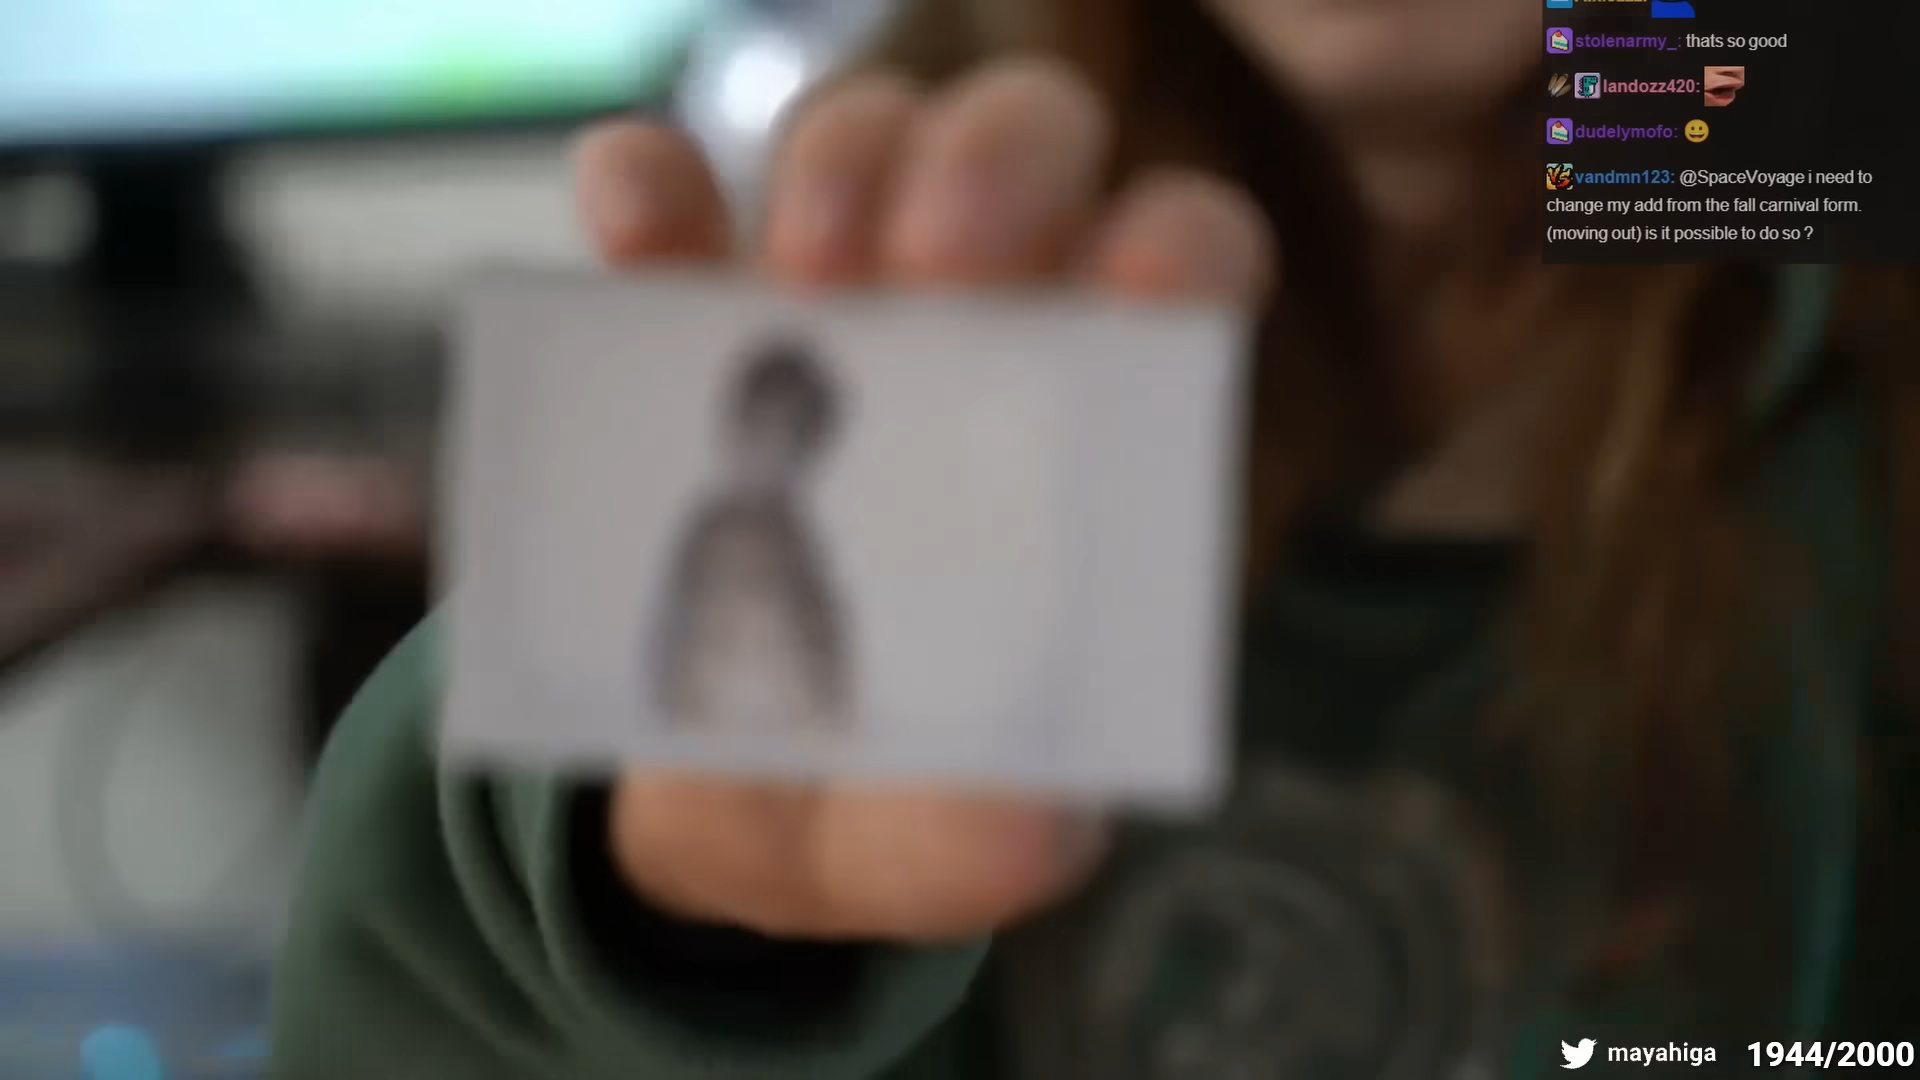 stolenarmy_: thats so good
landozz420:
dudelymofo: 😀
vandmn123: @SpaceVoyage i need to
change my add from the fall carnival form.
(moving out) is it possible to do so ?
mayahiga 1944/2000